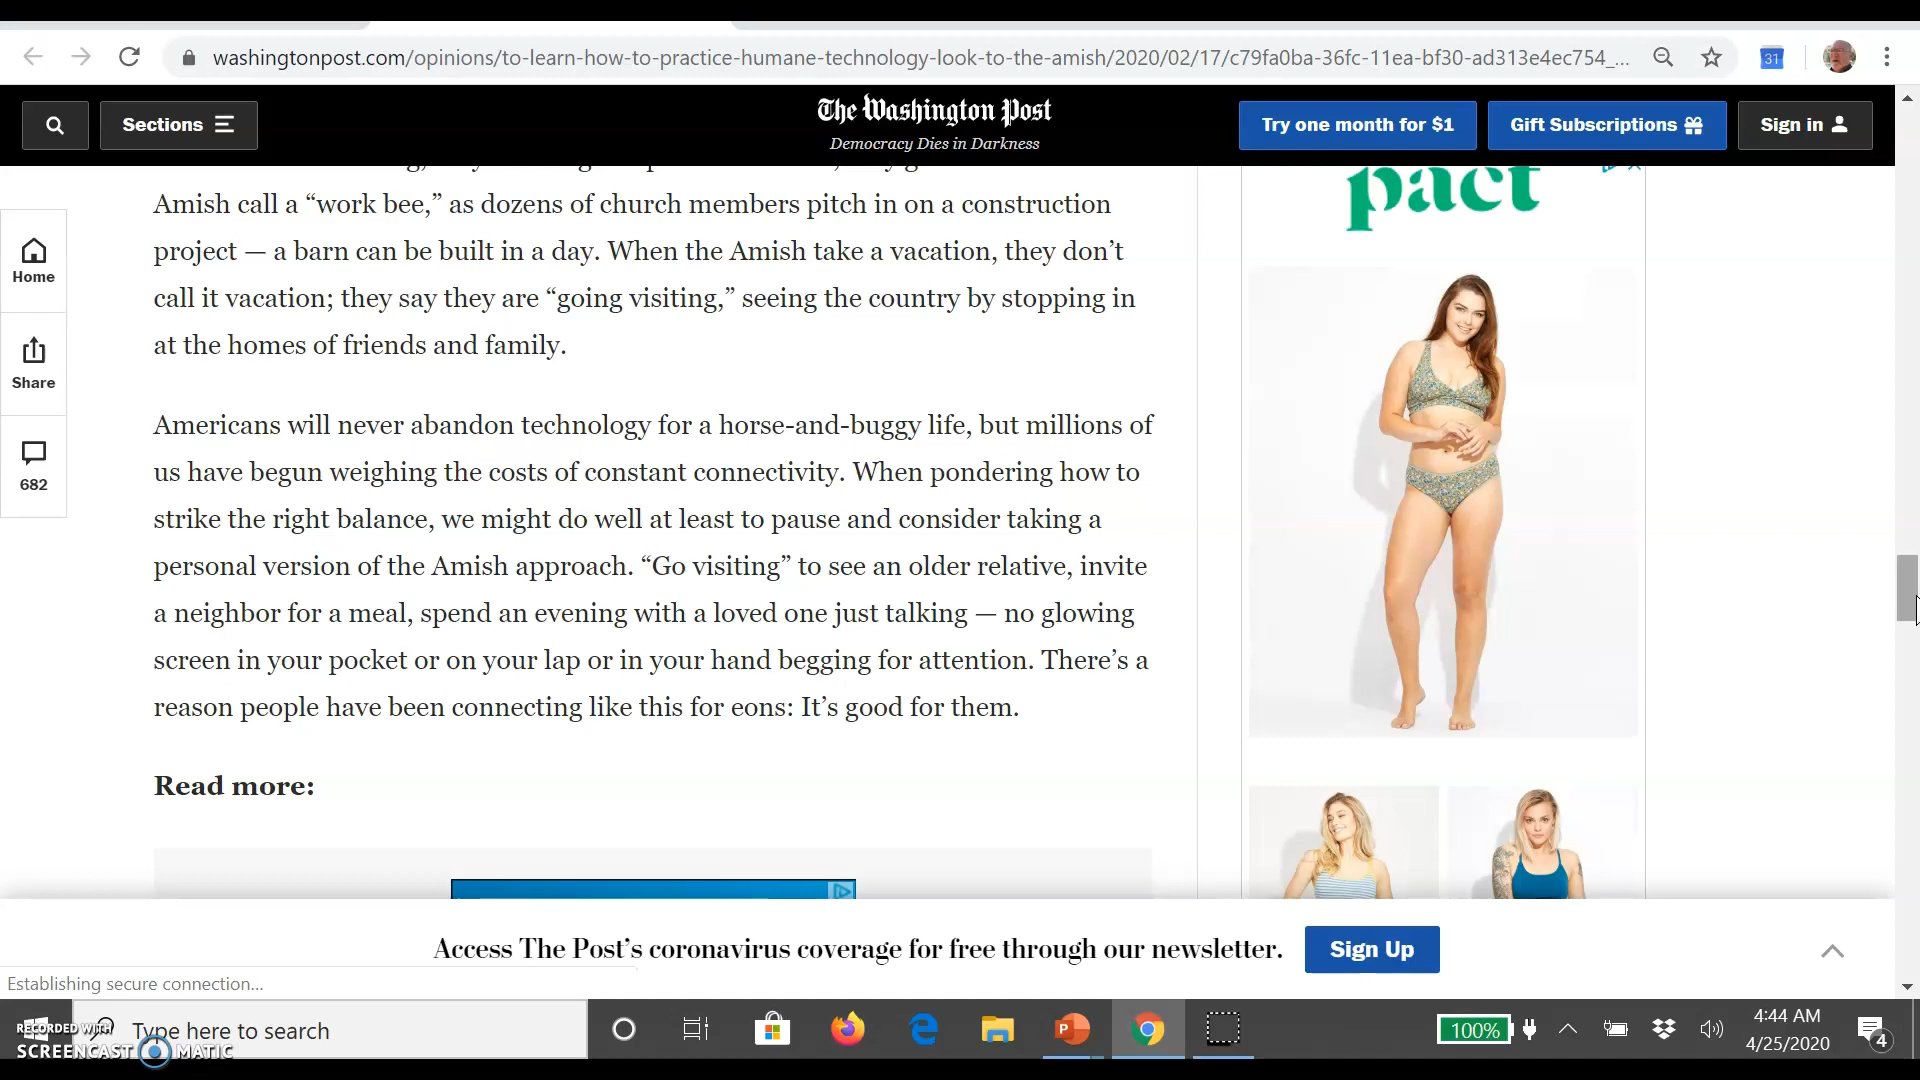 washingtonpost.com/opinions/to-learn-how-to-practice-humane-technology-look-to-the-amish/2020/02/17/c79fa0ba-36fc-11ea-bf30-ad313e4ec754_...
31
Sections
The Washington Post
Democracy Dies in Darkness
Try one month for $1
Gift Subscriptions
Sign in
pact
Home
Share
682
Amish call a “work bee,” as dozens of church members pitch in on a construction
project — a barn can be built in a day. When the Amish take a vacation, they don’t
call it vacation; they say they are “going visiting,” seeing the country by stopping in
at the homes of friends and family.
Americans will never abandon technology for a horse-and-buggy life, but millions of
us have begun weighing the costs of constant connectivity. When pondering how to
strike the right balance, we might do well at least to pause and consider taking a
personal version of the Amish approach. “Go visiting” to see an older relative, invite
a neighbor for a meal, spend an evening with a loved one just talking — no glowing
screen in your pocket or on your lap or in your hand begging for attention. There’s a
reason people have been connecting like this for eons: It’s good for them.
Read more:
Access The Post’s coronavirus coverage for free through our newsletter.
Sign Up
Establishing secure connection...
Type here to search
RECORDED WITH
SCREENCAST MATIC
100%
4:44 AM
4/25/2020
4